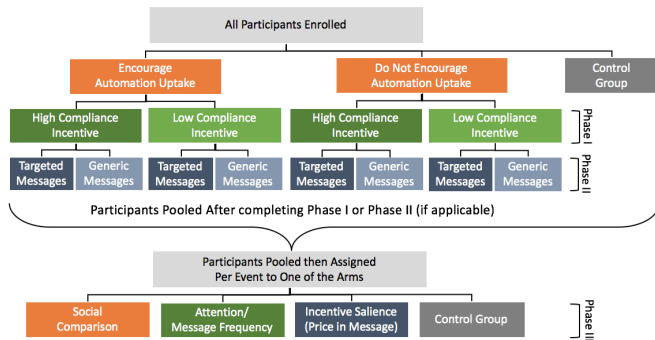 All Participants Enrolled
Encourage
Automation Uptake
Do Not Encourage
Automation Uptake
Control
Group
High Compliance
Incentive
Low Compliance
Incentive
High Compliance
Incentive
Low Compliance
Incentive
Phase I
Targeted
Messages
Generic
Messages
Targeted
Messages
Generic
Messages
Targeted
Messages
Generic
Messages
Targeted
Messages
Generic
Messages
Phase II
Participants Pooled After completing Phase I or Phase II (if applicable)
Participants Pooled then Assigned
Per Event to One of the Arms
Social
Comparison
Attention/
Message Frequency
Incentive Salience
(Price in Message)
Control Group
Phase III